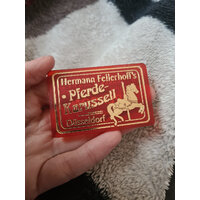 Hermann Fellerhoff's
Pferde-
Karussell
Düsseldorf